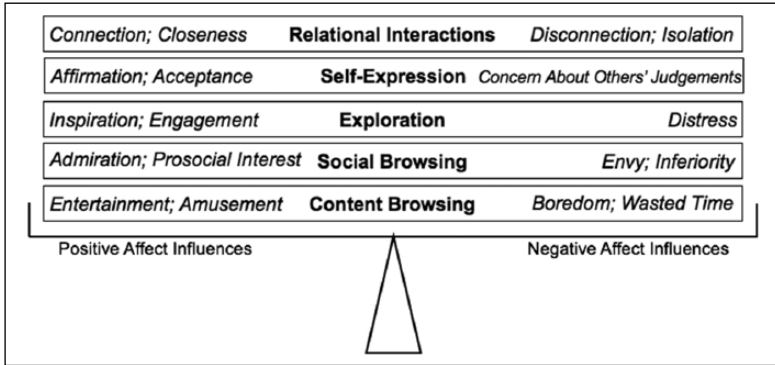 Connection; Closeness Relational Interactions Disconnection; Isolation
Affirmation; Acceptance Self-Expression Concern About Others' Judgements
Inspiration; Engagement Exploration Distress
Admiration; Prosocial Interest Social Browsing Envy; Inferiority
Entertainment; Amusement Content Browsing Boredom; Wasted Time
Positive Affect Influences Negative Affect Influences